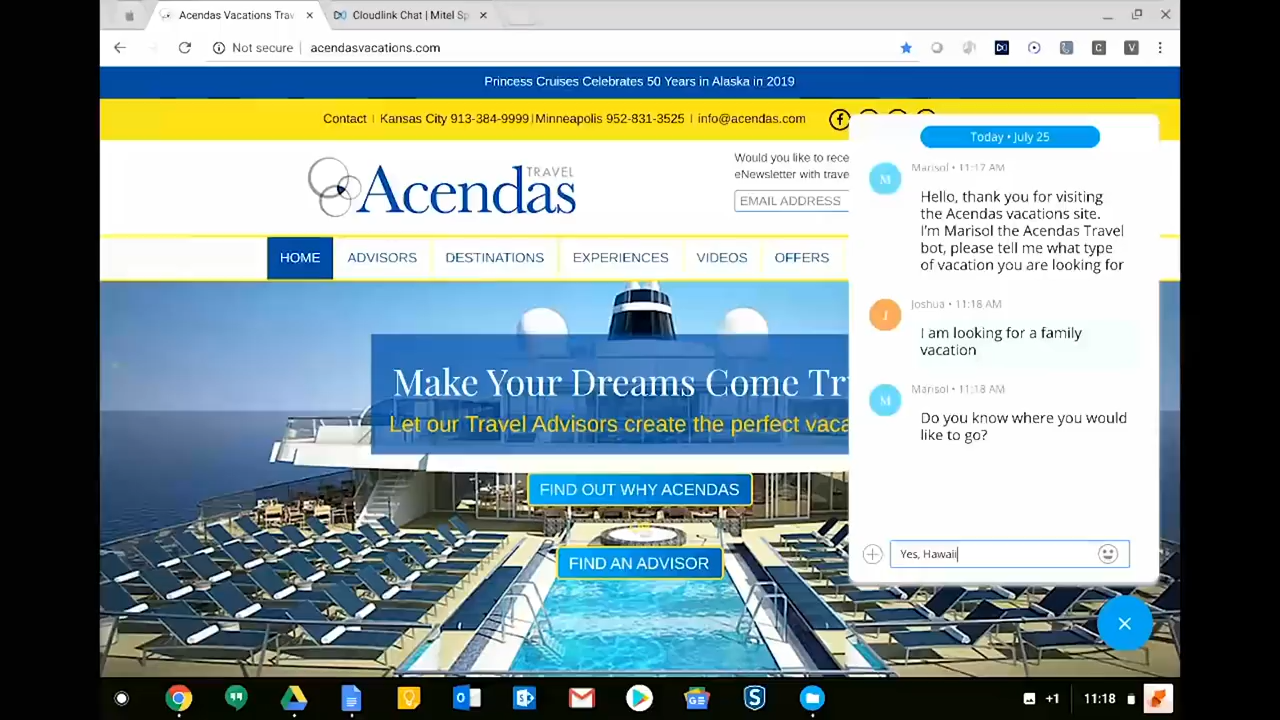 Acendas Vacations Trav
Cloudlink Chat | Mitel Sp
Not secure
acendasvacations.com
C
V
Princess Cruises Celebrates 50 Years in Alaska in 2019
Contact | Kansas City 913-384-9999 | Minneapolis 952-831-3525 | info@acendas.com
Acendas
TRAVEL
Would you like to rece
eNewsletter with trave
EMAIL ADDRESS
HOME
ADVISORS
DESTINATIONS
EXPERIENCES
VIDEOS
OFFERS
Make Your Dreams Come Tr
Let our Travel Advisors create the perfect vaca
FIND OUT WHY ACENDAS
FIND AN ADVISOR
Today • July 25
M
Marisol • 11:17 AM
Hello, thank you for visiting
the Acendas vacations site.
I'm Marisol the Acendas Travel
bot, please tell me what type
of vacation you are looking for
J
Joshua • 11:18 AM
I am looking for a family
vacation
M
Marisol • 11:18 AM
Do you know where you would
like to go?
Yes, Hawaii
+1
11:18